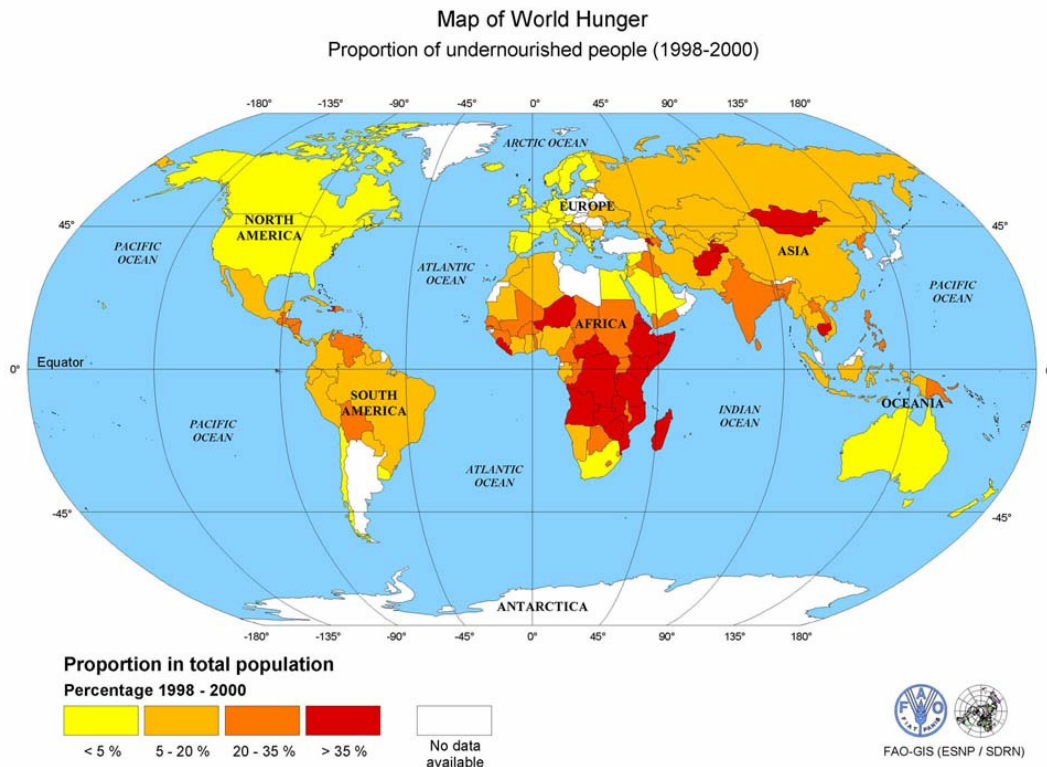 Map of World Hunger
Proportion of undernourished people (1998-2000)
-180° -135° -90° -45° 0° 45° 90° 135° 180°
ARCTIC OCEAN
EUROPE
45° NORTH AMERICA 45°
ASIA
PACIFIC OCEAN
ATLANTIC OCEAN
PACIFIC OCEAN
AFRICA
Equator
0° 0°
SOUTH AMERICA
OCEANIA
PACIFIC OCEAN
INDIAN OCEAN
ATLANTIC OCEAN
-45° -45°
ANTARCTICA
-180° -135° -90° -45° 0° 45° 90° 135° 180°
Proportion in total population
Percentage 1998 - 2000
< 5 % 5 - 20 % 20 - 35 % > 35 % No data available
F A O
FIAT PANIS
FAO-GIS (ESNP / SDRN)